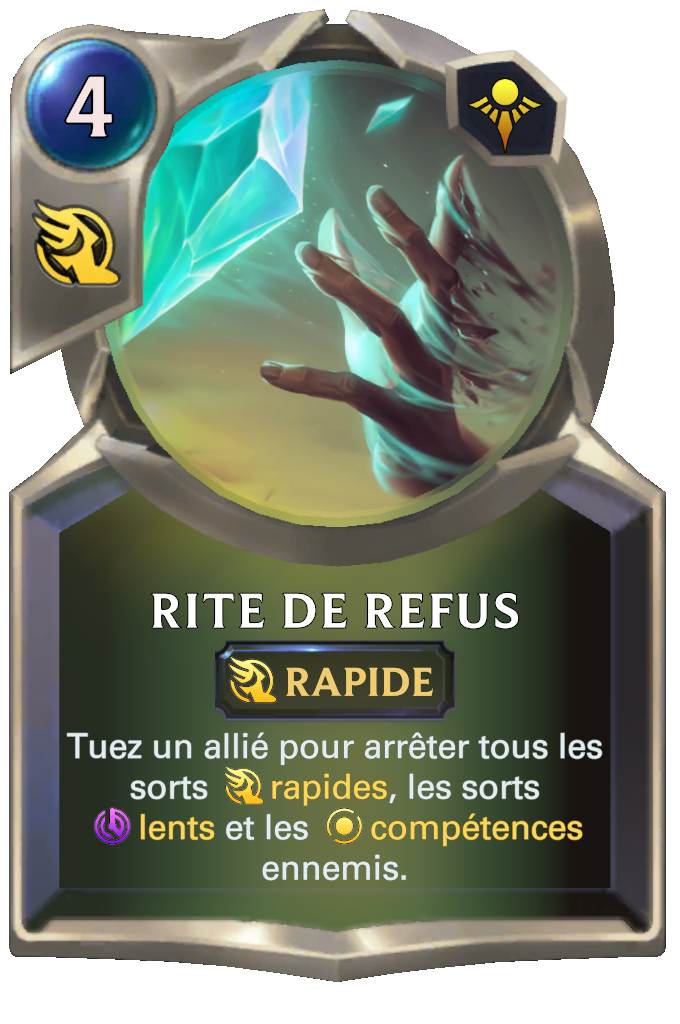 4
RITE DE REFUS
RAPIDE
Tuez un allié pour arrêter tous les
sorts rapides, les sorts
lents et les compétences
ennemis.